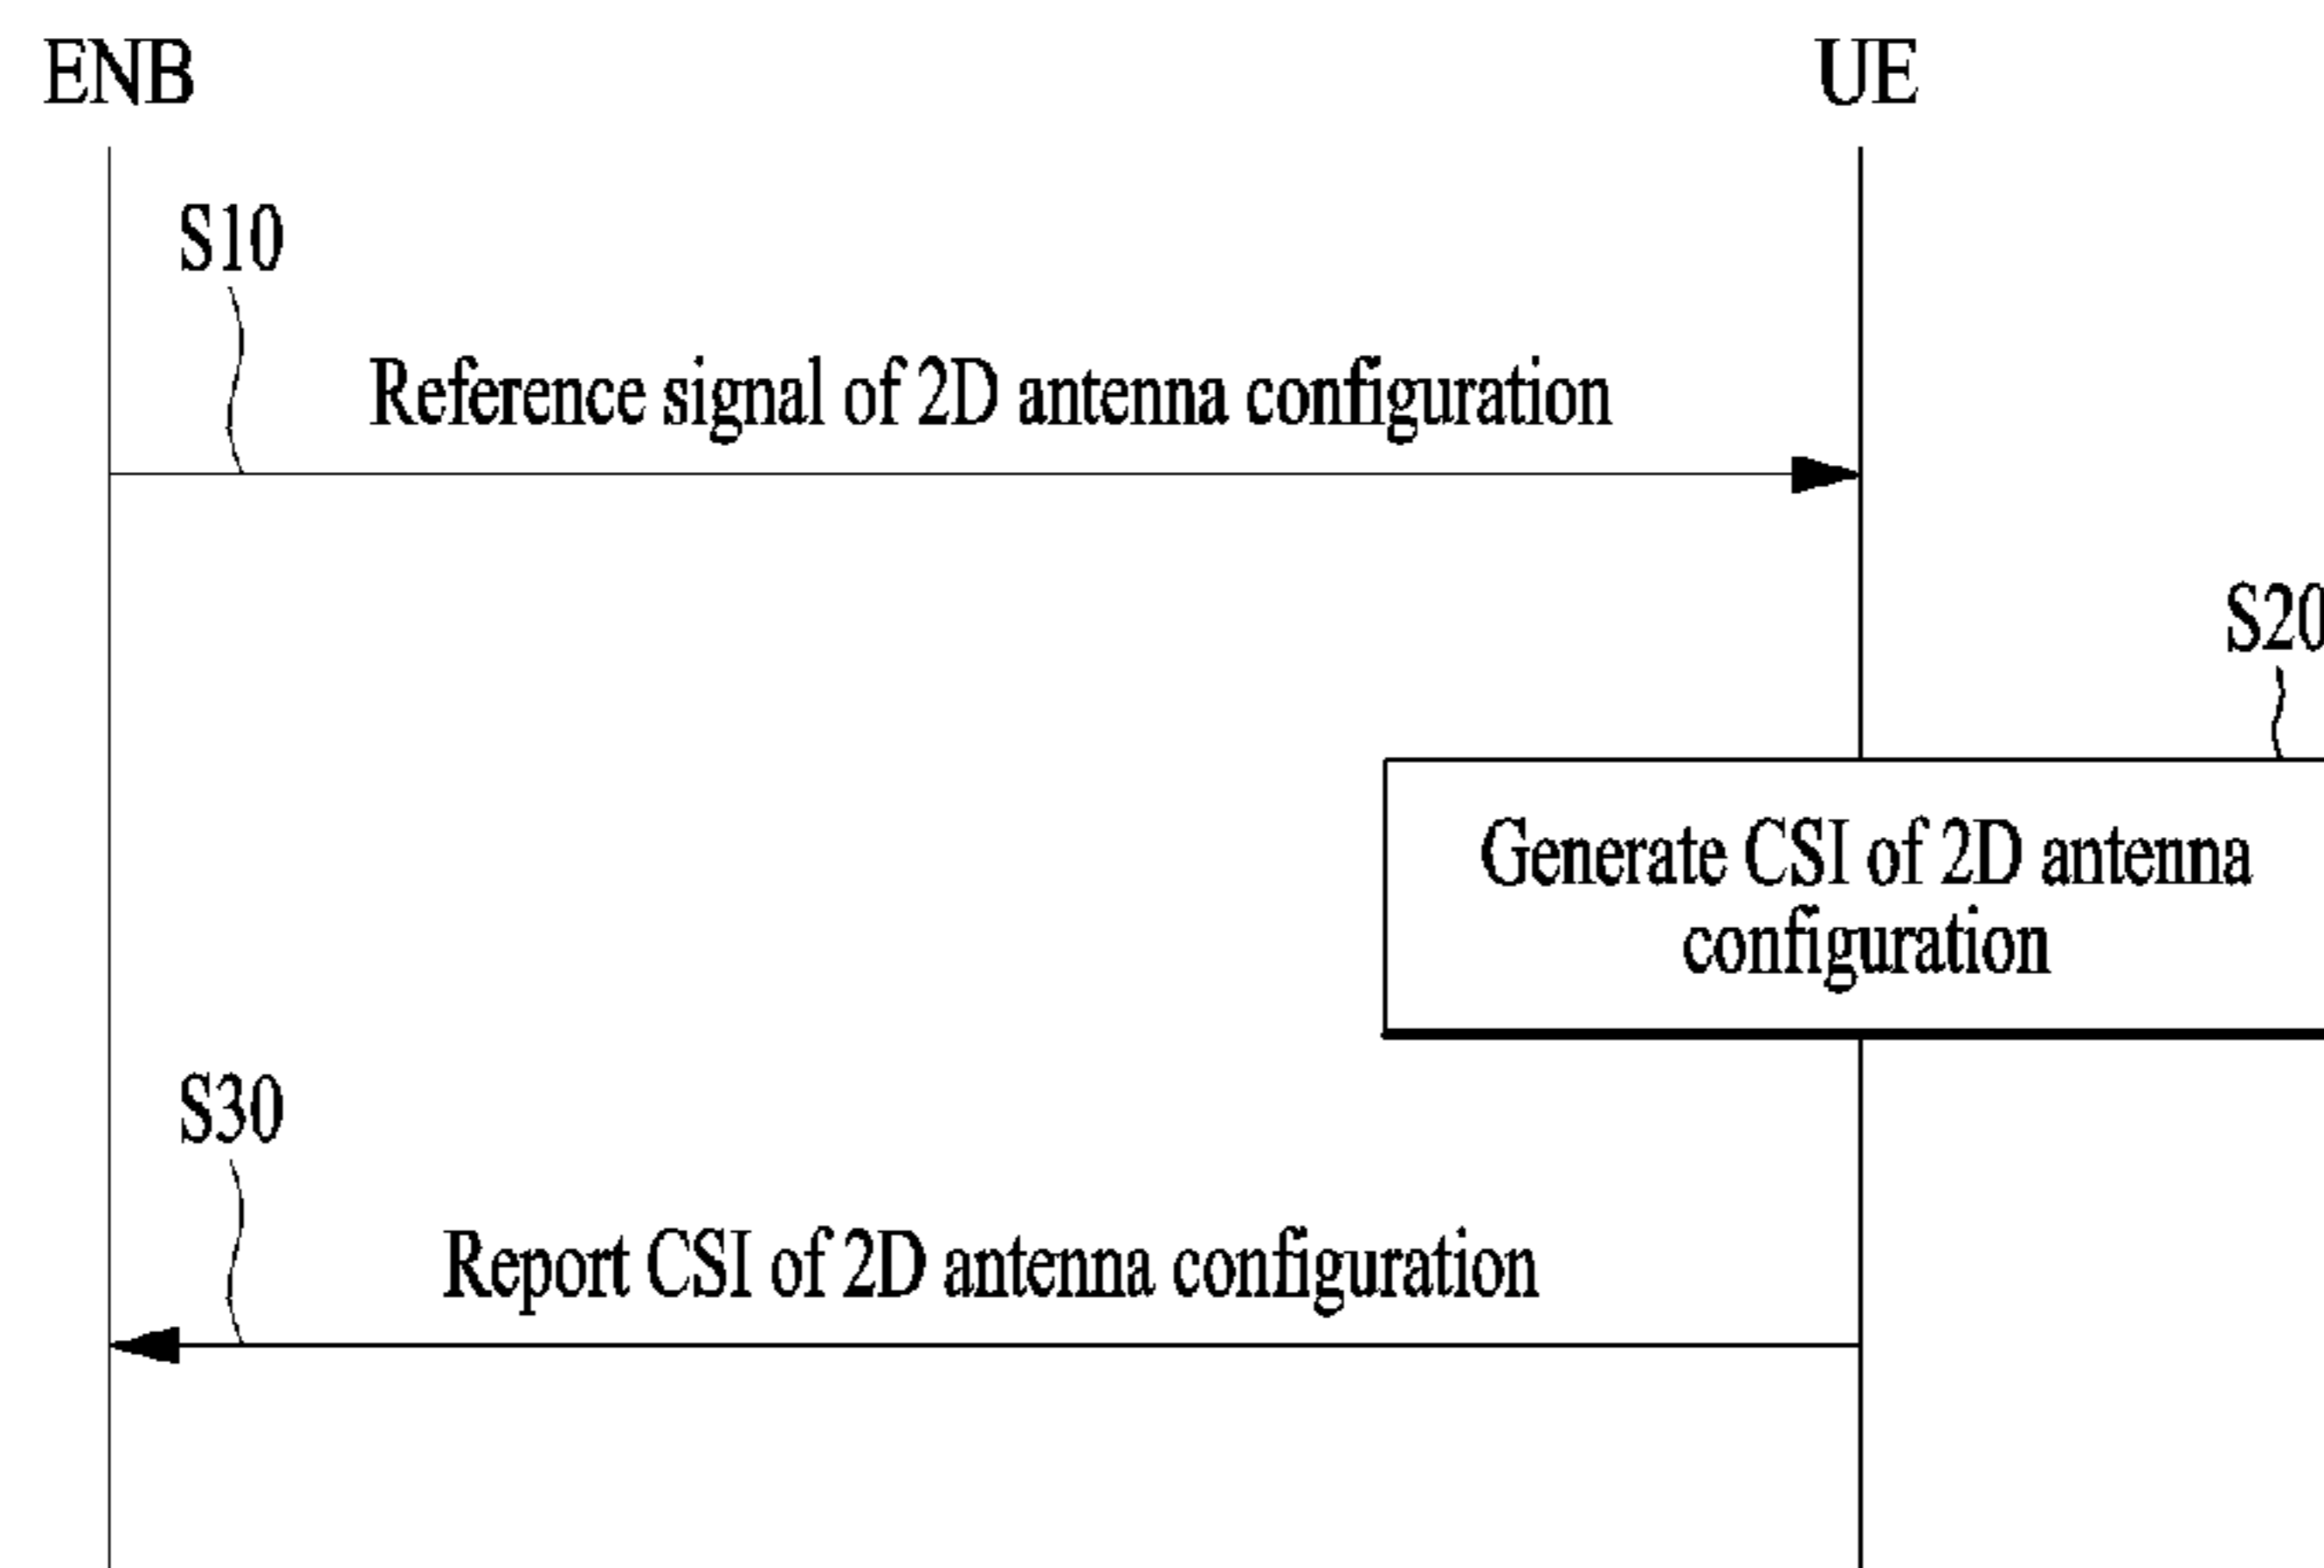 ENB
UE
S10
Reference signal of 2D antenna configuration
S20
Generate CSI of 2D antenna
configuration
S30
Report CSI of 2D antenna configuration